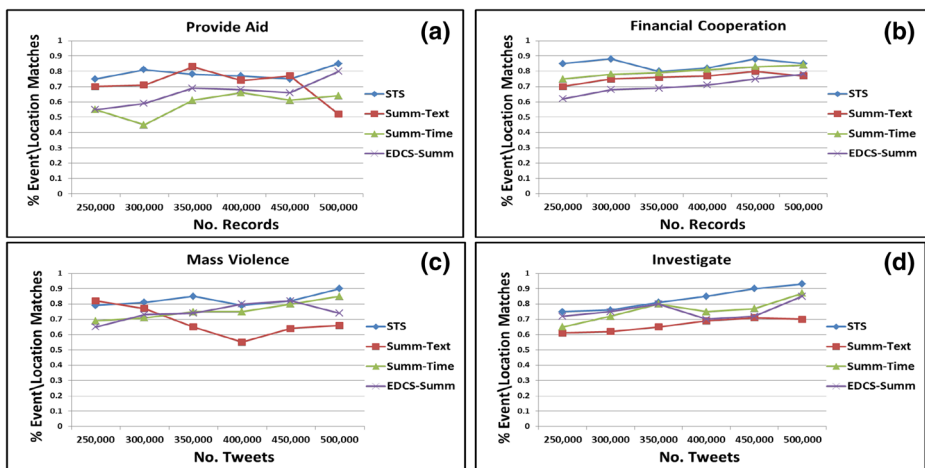 Provide Aid
(a)
% Event\Location Matches
1
0.9
0.8
0.7
0.6
0.5
0.4
0.3
0.2
0.1
0
250,000 300,000 350,000 400,000 450,000 500,000
No. Records
STS
Summ-Text
Summ-Time
EDCS-Summ
Financial Cooperation
(b)
% Event\Location Matches
1
0.9
0.8
0.7
0.6
0.5
0.4
0.3
0.2
0.1
0
250,000 300,000 350,000 400,000 450,000 500,000
No. Records
STS
Summ-Text
Summ-Time
EDCS-Summ
Mass Violence
(c)
% Event\Location Matches
1
0.9
0.8
0.7
0.6
0.5
0.4
0.3
0.2
0.1
0
250,000 300,000 350,000 400,000 450,000 500,000
No. Tweets
STS
Summ-Text
Summ-Time
EDCS-Summ
Investigate
(d)
% Event\Location Matches
1
0.9
0.8
0.7
0.6
0.5
0.4
0.3
0.2
0.1
0
250,000 300,000 350,000 400,000 450,000 500,000
No. Tweets
STS
Summ-Text
Summ-Time
EDCS-Summ